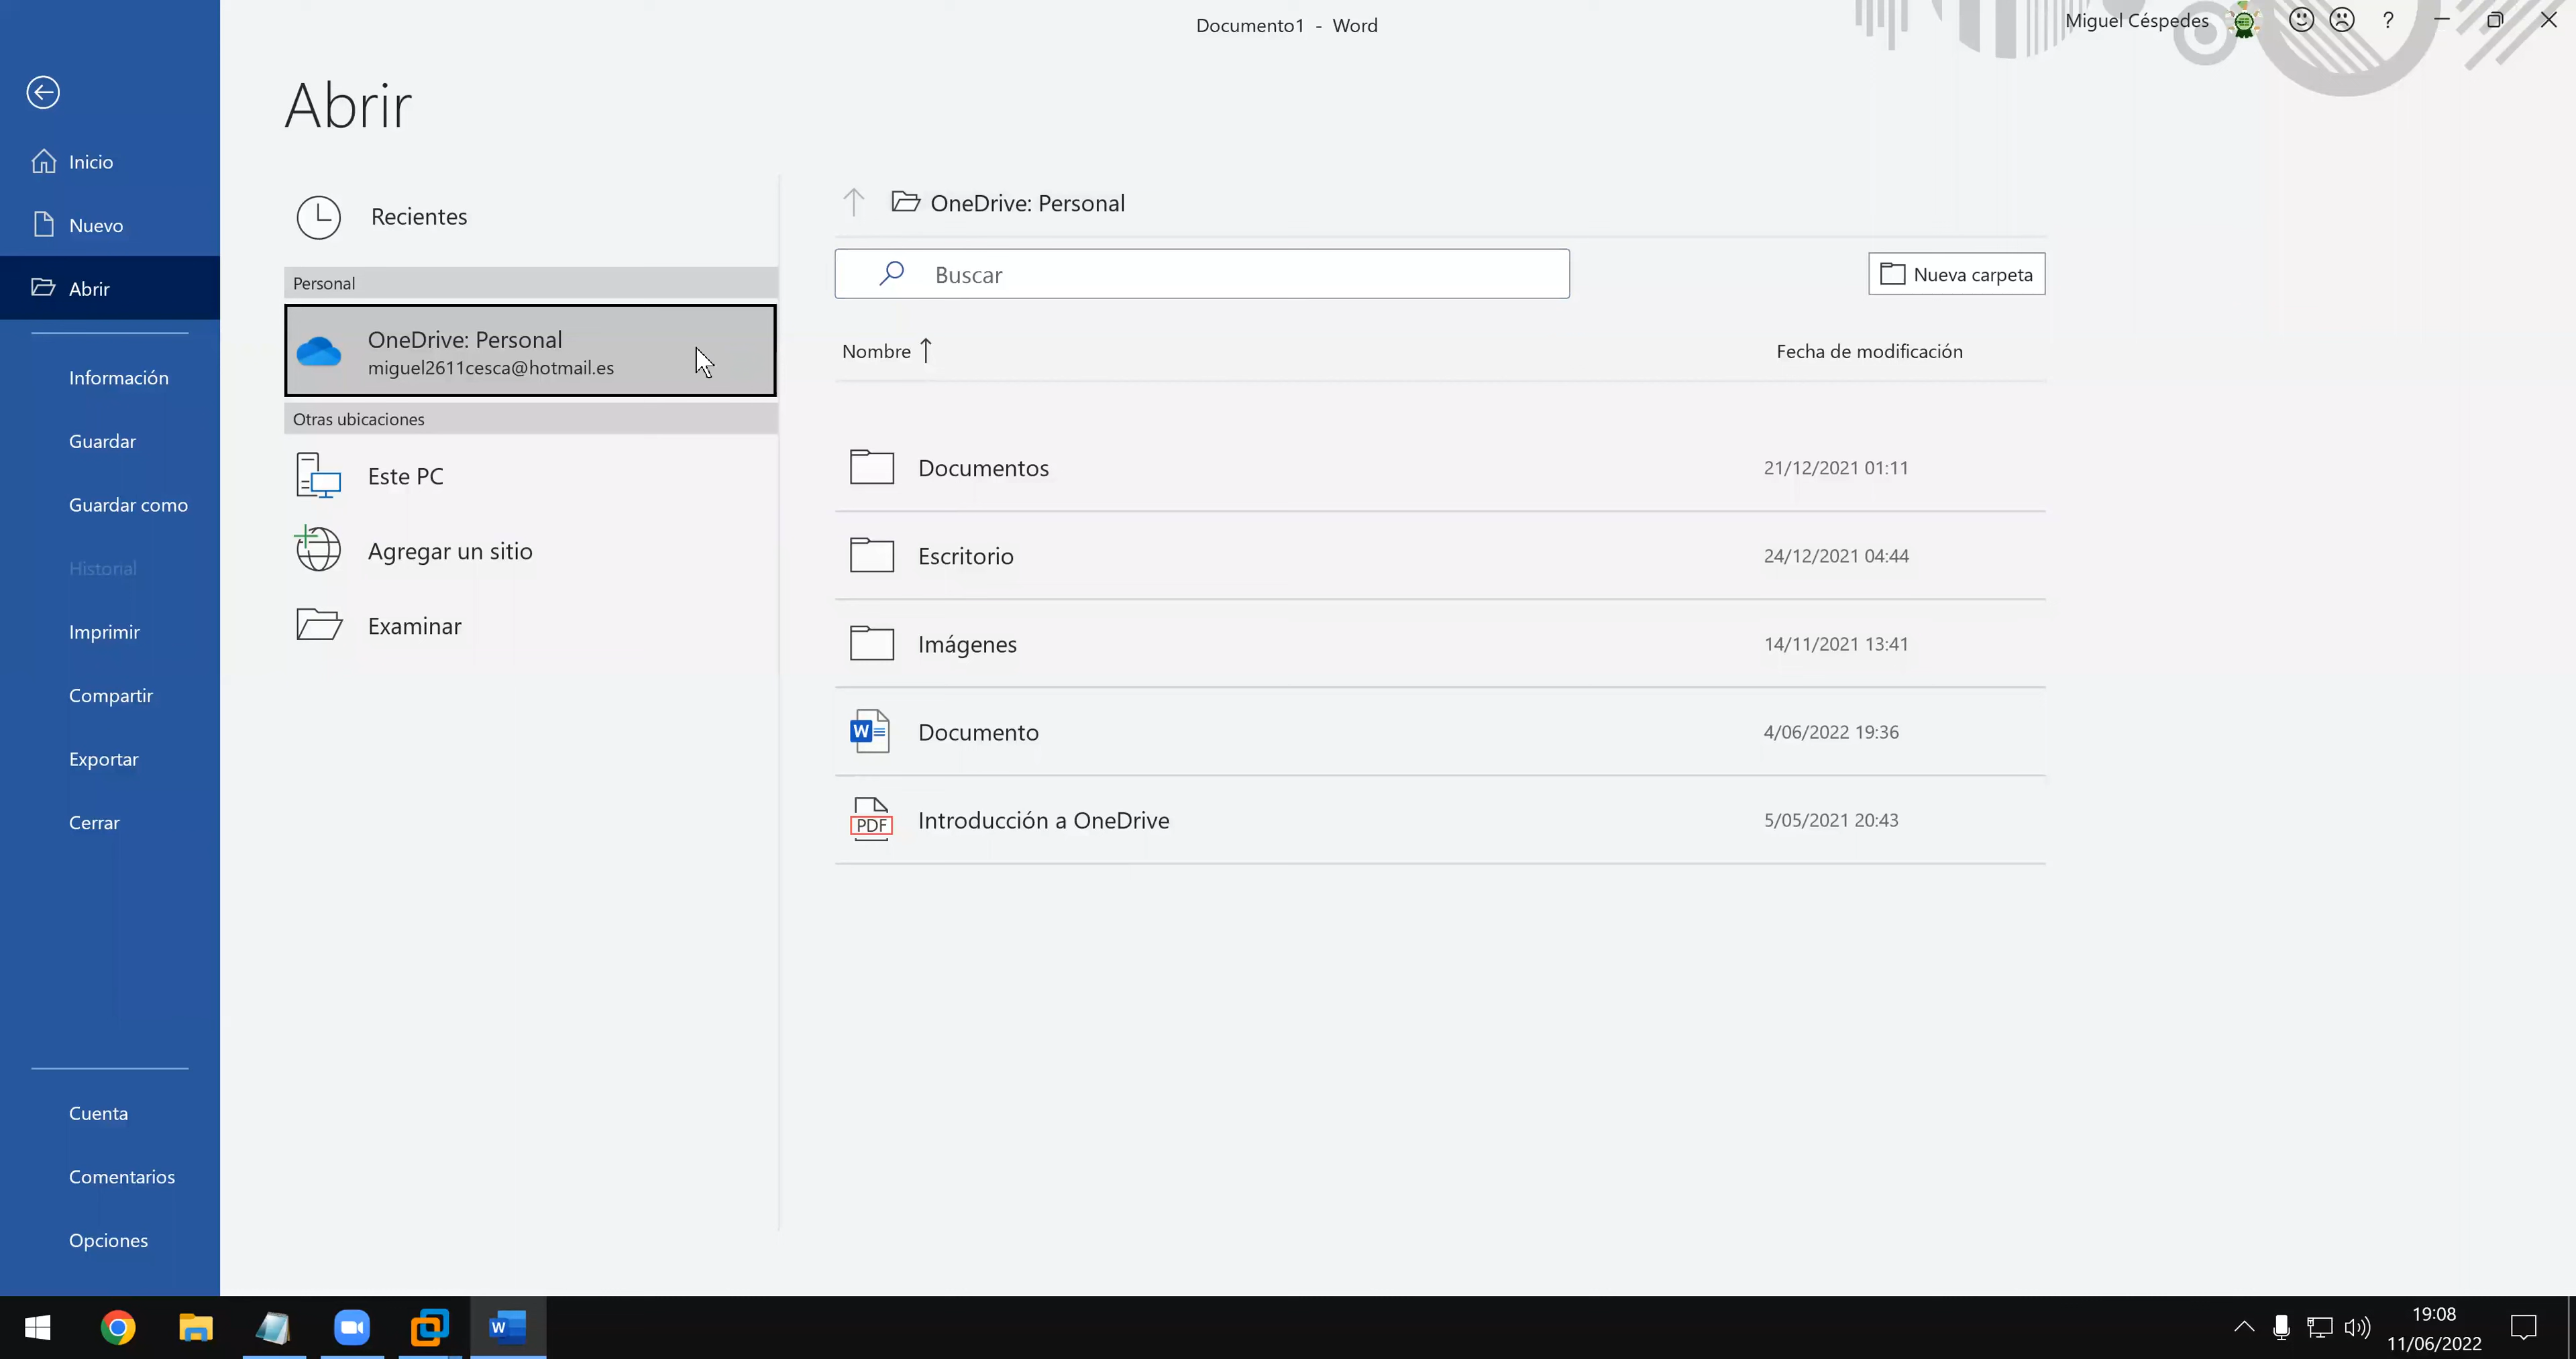 Documento1 - Word
Miguel Céspedes
?
Inicio
Nuevo
Abrir
Información
Guardar
Guardar como
Historial
Imprimir
Compartir
Exportar
Cerrar
Cuenta
Comentarios
Opciones
Abrir
Recientes
Personal
OneDrive: Personal
miguel2611cesca@hotmail.es
Otras ubicaciones
Este PC
Agregar un sitio
Examinar
OneDrive: Personal
Buscar
Nueva carpeta
Nombre ↑ Fecha de modificación
Documentos 21/12/2021 01:11
Escritorio 24/12/2021 04:44
Imágenes 14/11/2021 13:41
W Documento 4/06/2022 19:36
PDF Introducción a OneDrive 5/05/2021 20:43
W
19:08
11/06/2022